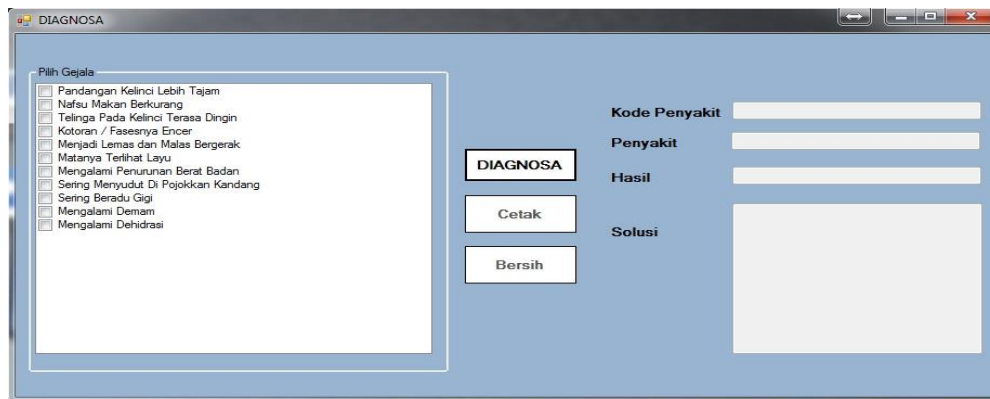 DIAGNOSA
Pilih Gejala
Pandangan Kelinci Lebih Tajam
Nafsu Makan Berkurang
Telinga Pada Kelinci Terasa Dingin
Kotoran / Fasesnya Encer
Menjadi Lemas dan Malas Bergerak
Matanya Terlihat Layu
Mengalami Penurunan Berat Badan
Sering Menyudut Di Pojokkan Kandang
Sering Beradu Gigi
Mengalami Demam
Mengalami Dehidrasi
DIAGNOSA
Cetak
Bersih
Kode Penyakit
Penyakit
Hasil
Solusi